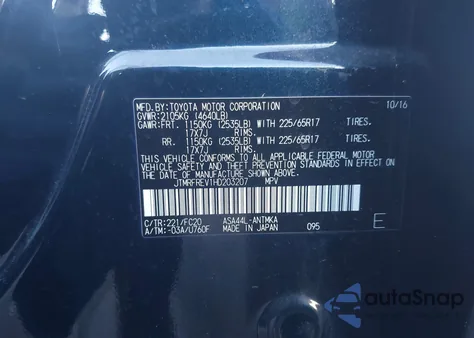 MFD.BY:TOYOTA MOTOR CORPORATION 10/16
GVWR:2105KG (4640LB)
GAWR:FRT. 1150KG (2535LB) WITH 225/65R17 TIRES.
17X7J RIMS.
RR. 1150KG (2535LB) WITH 225/65R17 TIRES.
17X7J RIMS.
THIS VEHICLE CONFORMS TO ALL APPLICABLE FEDERAL MOTOR
VEHICLE SAFETY AND THEFT PREVENTION STANDARDS IN EFFECT
ON THE DATE OF MANUFACTURE SHOWN ABOVE.
JTMRFREV1HD203207 MPV
C/TR:221/FC20 ASA44L-ANTMKA
A/TM:-03A/U760F MADE IN JAPAN 095 E
autoSnap